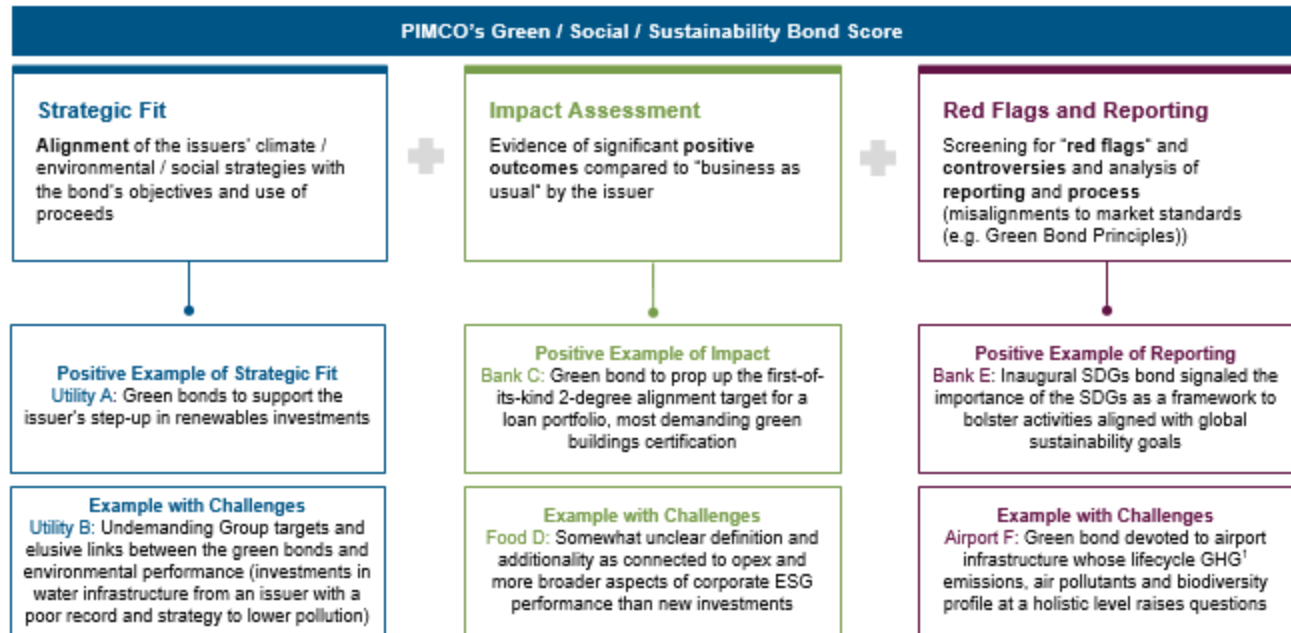 PIMCO's Green / Social / Sustainability Bond Score
Strategic Fit
Alignment of the issuers' climate /
environmental / social strategies with
the bond's objectives and use of
proceeds
Impact Assessment
Evidence of significant positive
outcomes compared to "business as
usual" by the issuer
Red Flags and Reporting
Screening for "red flags" and
controversies and analysis of
reporting and process
(misalignments to market standards
(e.g. Green Bond Principles))
Positive Example of Strategic Fit
Utility A: Green bonds to support the
issuer's step-up in renewables investments
Positive Example of Impact
Bank C: Green bond to prop up the first-of-
its-kind 2-degree alignment target for a
loan portfolio, most demanding green
buildings certification
Positive Example of Reporting
Bank E: Inaugural SDGs bond signaled the
importance of the SDGs as a framework to
bolster activities aligned with global
sustainability goals
Example with Challenges
Utility B: Undemanding Group targets and
elusive links between the green bonds and
environmental performance (investments in
water infrastructure from an issuer with a
poor record and strategy to lower pollution)
Example with Challenges
Food D: Somewhat unclear definition and
additionality as connected to opex and
more broader aspects of corporate ESG
performance than new investments
Example with Challenges
Airport F: Green bond devoted to airport
infrastructure whose lifecycle GHG¹
emissions, air pollutants and biodiversity
profile at a holistic level raises questions